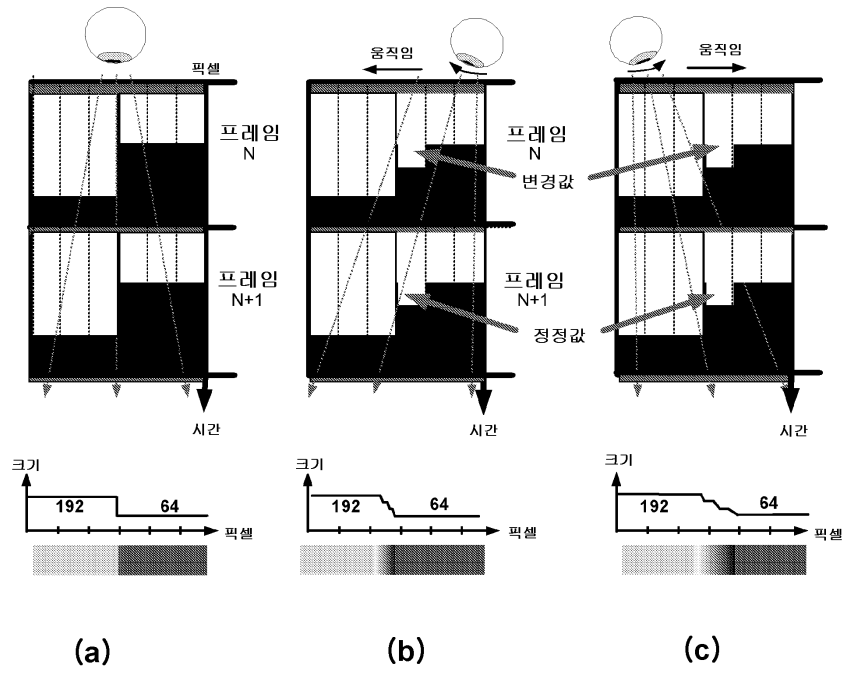 픽셀
프레임
N
프레임
N+1
시간
크기
192
64
픽셀
(a)
움직임
프레임
N
변경값
프레임
N+1
정정값
시간
크기
192
64
픽셀
(b)
움직임
시간
크기
192
64
픽셀
(c)